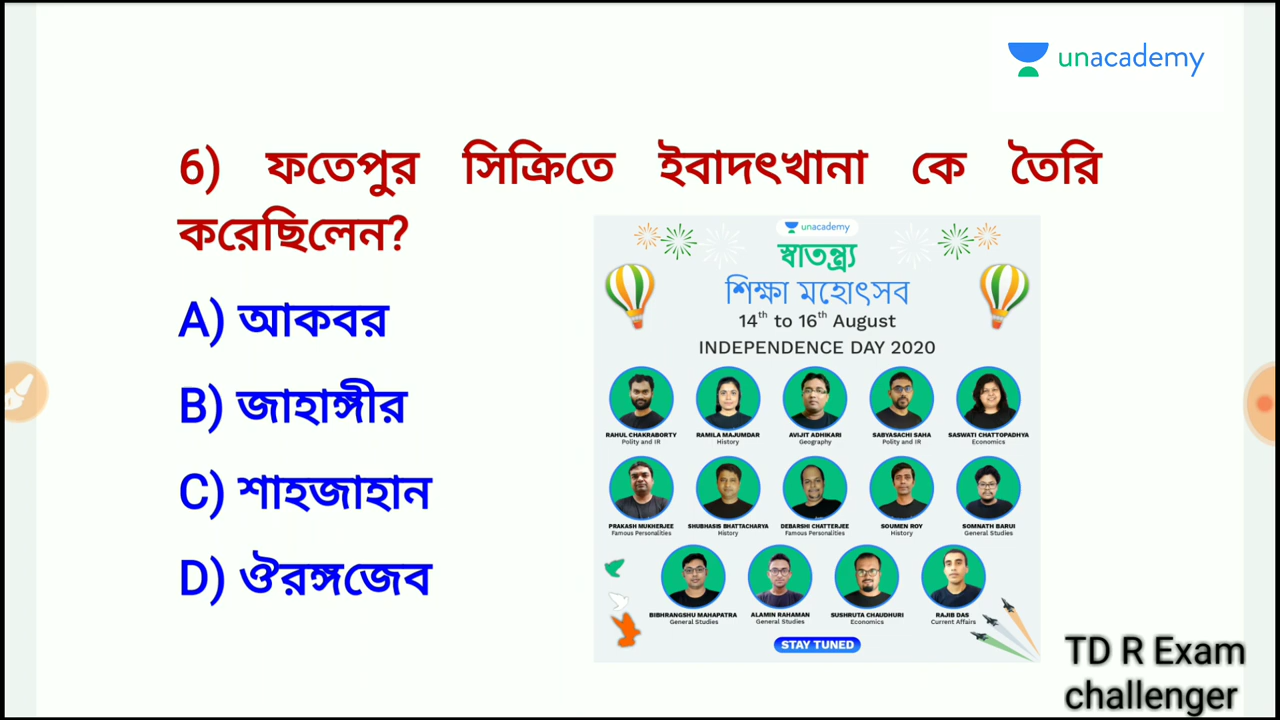 unacademy
6) ফতেপুর সিক্রিতে ইবাদৎখানা কে তৈরি
করেছিলেন?
A) আকবর
B) জাহাঙ্গীর
C) শাহজাহান
D) ঔরঙ্গজেব
unacademy
স্বাতন্ত্র্য
শিক্ষা মহোৎসব
14th to 16th August
INDEPENDENCE DAY 2020
RAHUL CHAKRABORTY RAMILA MAJUMDAR AVIJIT ADHIKARI SABYASACHI SAHA SASWATI CHATTOPADHYA
Polity and IR History Geography Polity and IR Economics
PRAKASH MUKHERJEE SHUBHASIS BHATTACHARYA DEBARSHI CHATTERJEE SOUMEN ROY SOMNATH BARUI
Famous Personalities History Famous Personalities History General Studies
BIBHRANGSHU MAHAPATRA ALAMIN RAHAMAN SUSHRUTA CHAUDHURI RAJIB DAS
General Studies General Studies Economics Current Affairs
STAY TUNED
TD R Exam
challenger